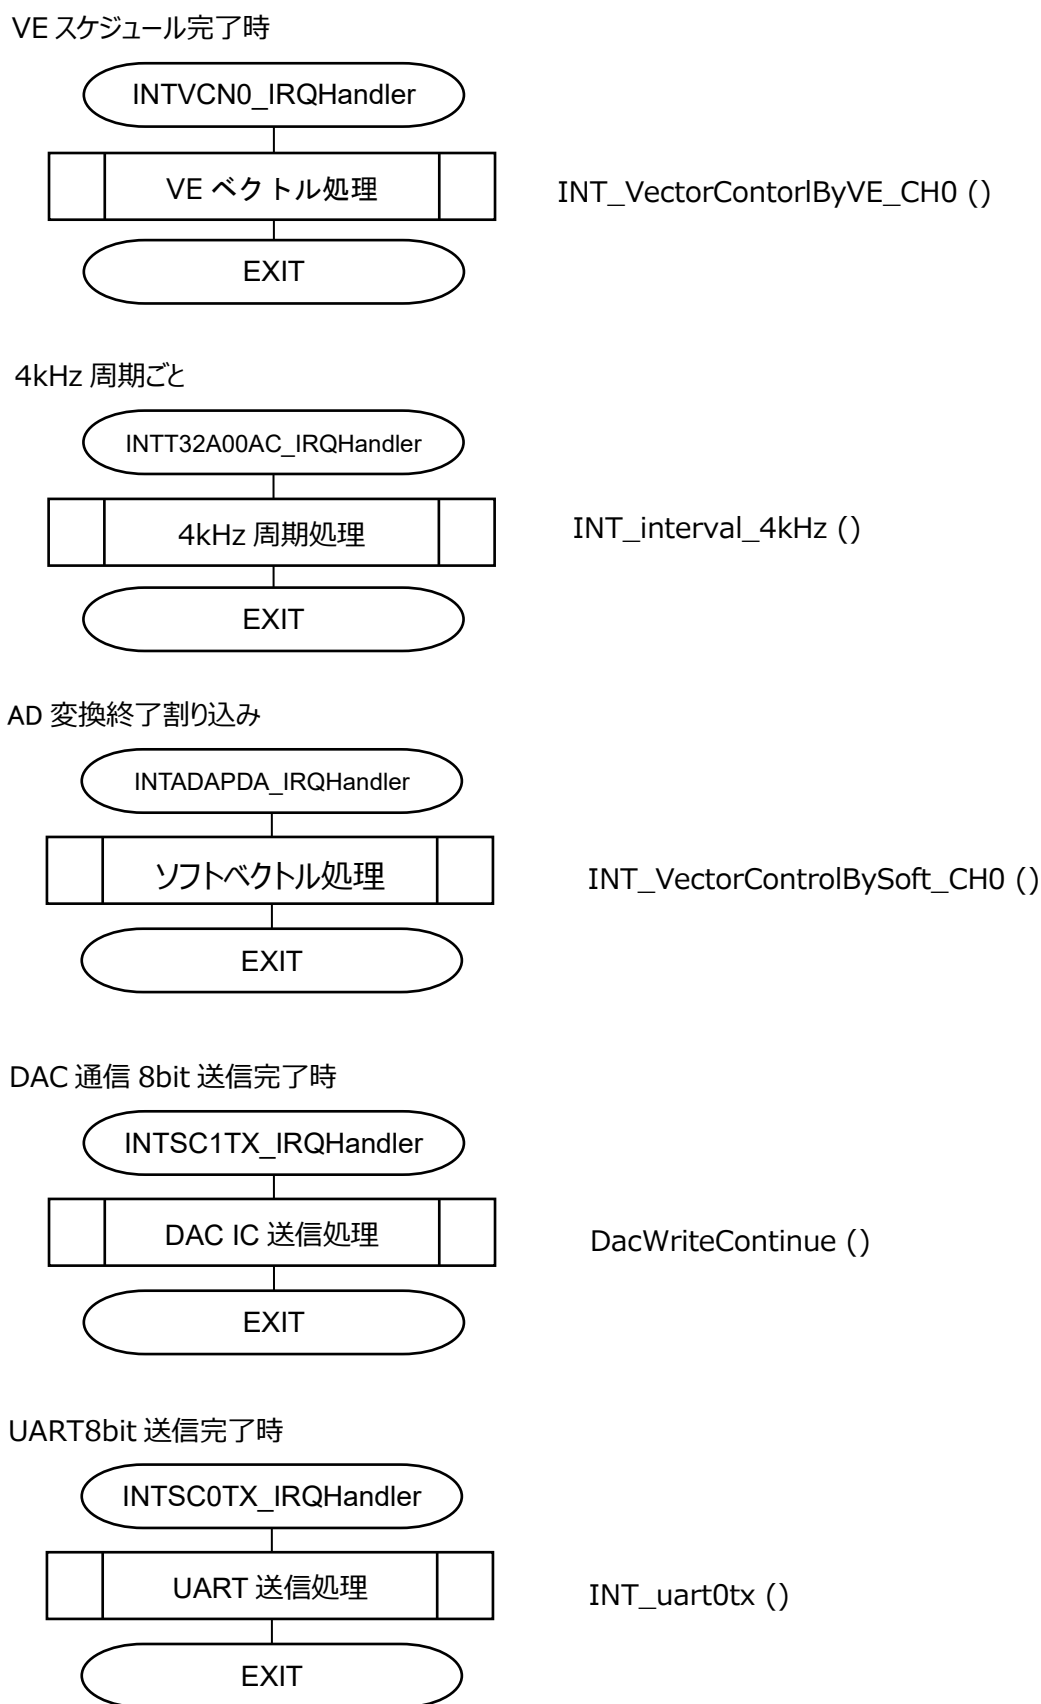 VE スケジュール完了時
INTVCN0_IRQHandler
VE ベクトル処理
INT_VectorContorlByVE_CH0 ()
EXIT
4kHz 周期ごと
INTT32A00AC_IRQHandler
4kHz 周期処理
INT_interval_4kHz ()
EXIT
AD 変換終了割り込み
INTADAPDA_IRQHandler
ソフトベクトル処理
INT_VectorControlBySoft_CH0 ()
EXIT
DAC 通信 8bit 送信完了時
INTSC1TX_IRQHandler
DAC IC 送信処理
DacWriteContinue ()
EXIT
UART8bit 送信完了時
INTSC0TX_IRQHandler
UART 送信処理
INT_uart0tx ()
EXIT